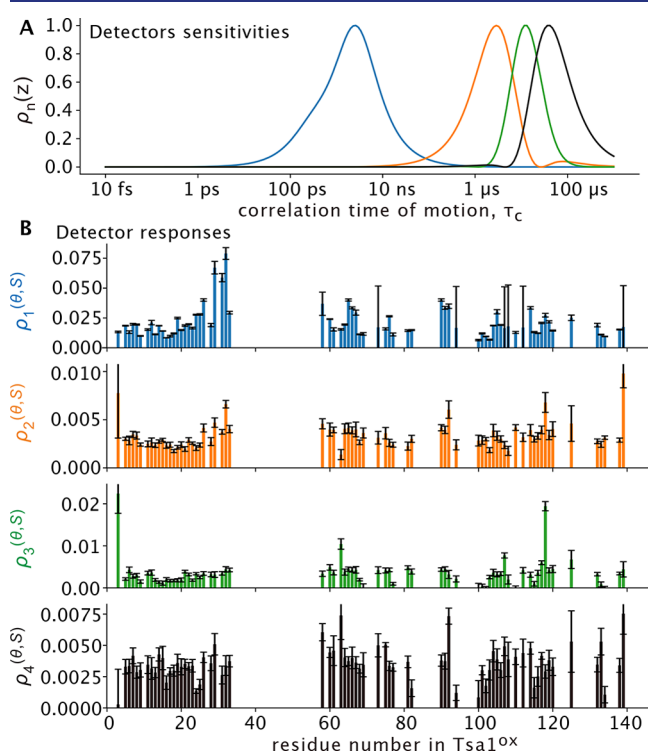 A
Detectors sensitivities
1.0
0.8
0.6
0.4
0.2
0.0
ρn(z)
10 fs 1 ps 100 ps 10 ns 1 μs 100 μs
correlation time of motion, τc
B
Detector responses
0.075
0.050
0.025
0.000
ρ1(θ,S)
0.010
0.005
0.000
ρ2(θ,S)
0.02
0.01
0.00
ρ3(θ,S)
0.0075
0.0050
0.0025
0.0000
ρ4(θ,S)
0 20 40 60 80 100 120 140
residue number in Tsa1ox